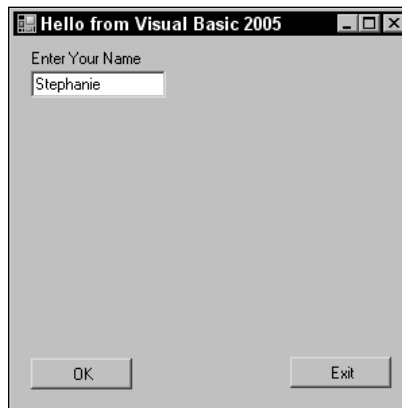 Hello from Visual Basic 2005
Enter Your Name
Stephanie
OK
Exit